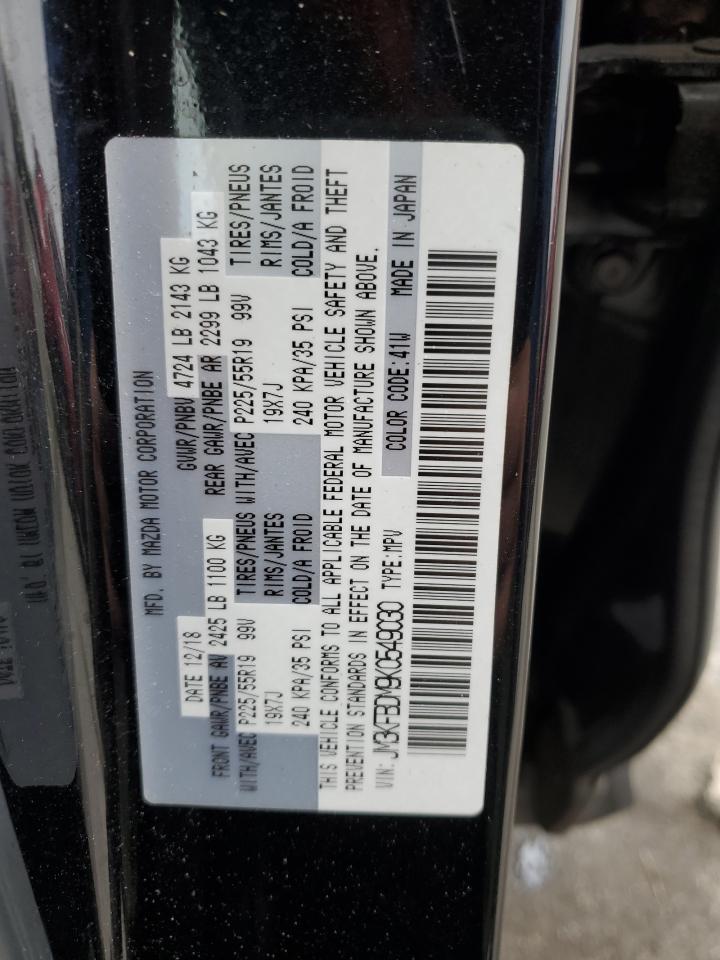 MFD. BY MAZDA MOTOR CORPORATION
DATE 12/18 GVWR/PNBV 4724 LB 2143 KG
FRONT GAWR/PNBE AV 2425 LB 1100 KG REAR GAWR/PNBE AR 2299 LB 1043 KG
WITH/AVEC P225/55R19 99V TIRES/PNEUS WITH/AVEC P225/55R19 99V TIRES/PNEUS
19X7J RIMS/JANTES 19X7J RIMS/JANTES
240 KPA/35 PSI COLD/A FROID 240 KPA/35 PSI COLD/A FROID
THIS VEHICLE CONFORMS TO ALL APPLICABLE FEDERAL MOTOR VEHICLE SAFETY AND THEFT
PREVENTION STANDARDS IN EFFECT ON THE DATE OF MANUFACTURE SHOWN ABOVE.
VIN: JM3KFBDM9K0549030 TYPE:MPV COLOR CODE:41W MADE IN JAPAN